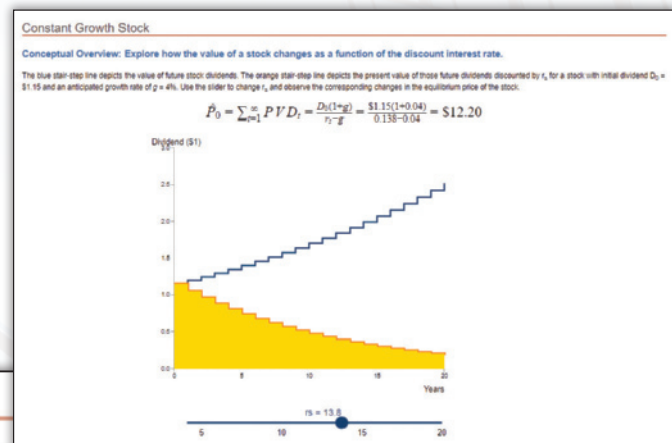 Constant Growth Stock
Conceptual Overview: Explore how the value of a stock changes as a function of the discount interest rate.
The blue stair-step line depicts the value of future stock dividends. The orange stair-step line depicts the present value of those future dividends discounted by rₛ for a stock with initial dividend D₀ =
$1.15 and an anticipated growth rate of g = 4%. Use the slider to change rₛ and observe the corresponding changes in the equilibrium price of the stock.
P̂₀ = ∑ₜ₌₁^∞ PVDₜ = D₀(1+g)/(rₛ−g) = $1.15(1+0.04)/(0.138−0.04) = $12.20
Dividend ($1)
3.0
2.5
2.0
1.5
1.0
0.5
0.0
0 5 10 15 20
Years
rs = 13.8
5 10 15 20